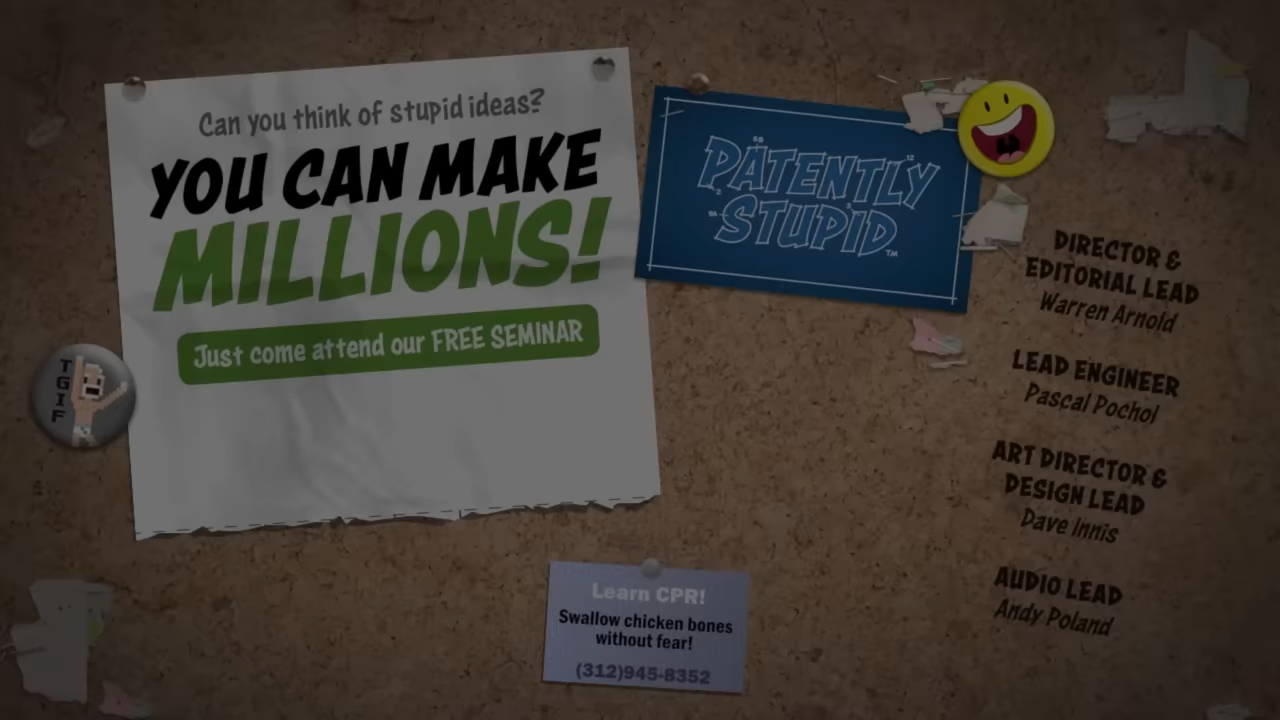 Can you think of stupid ideas?
YOU CAN MAKE
MILLIONS!
Just come attend our FREE SEMINAR
PATENTLY
STUPID™
TGIF
DIRECTOR &
EDITORIAL LEAD
Warren Arnold
LEAD ENGINEER
Pascal Pochol
ART DIRECTOR &
DESIGN LEAD
Dave Innis
AUDIO LEAD
Andy Poland
Learn CPR!
Swallow chicken bones
without fear!
(312)945-8352